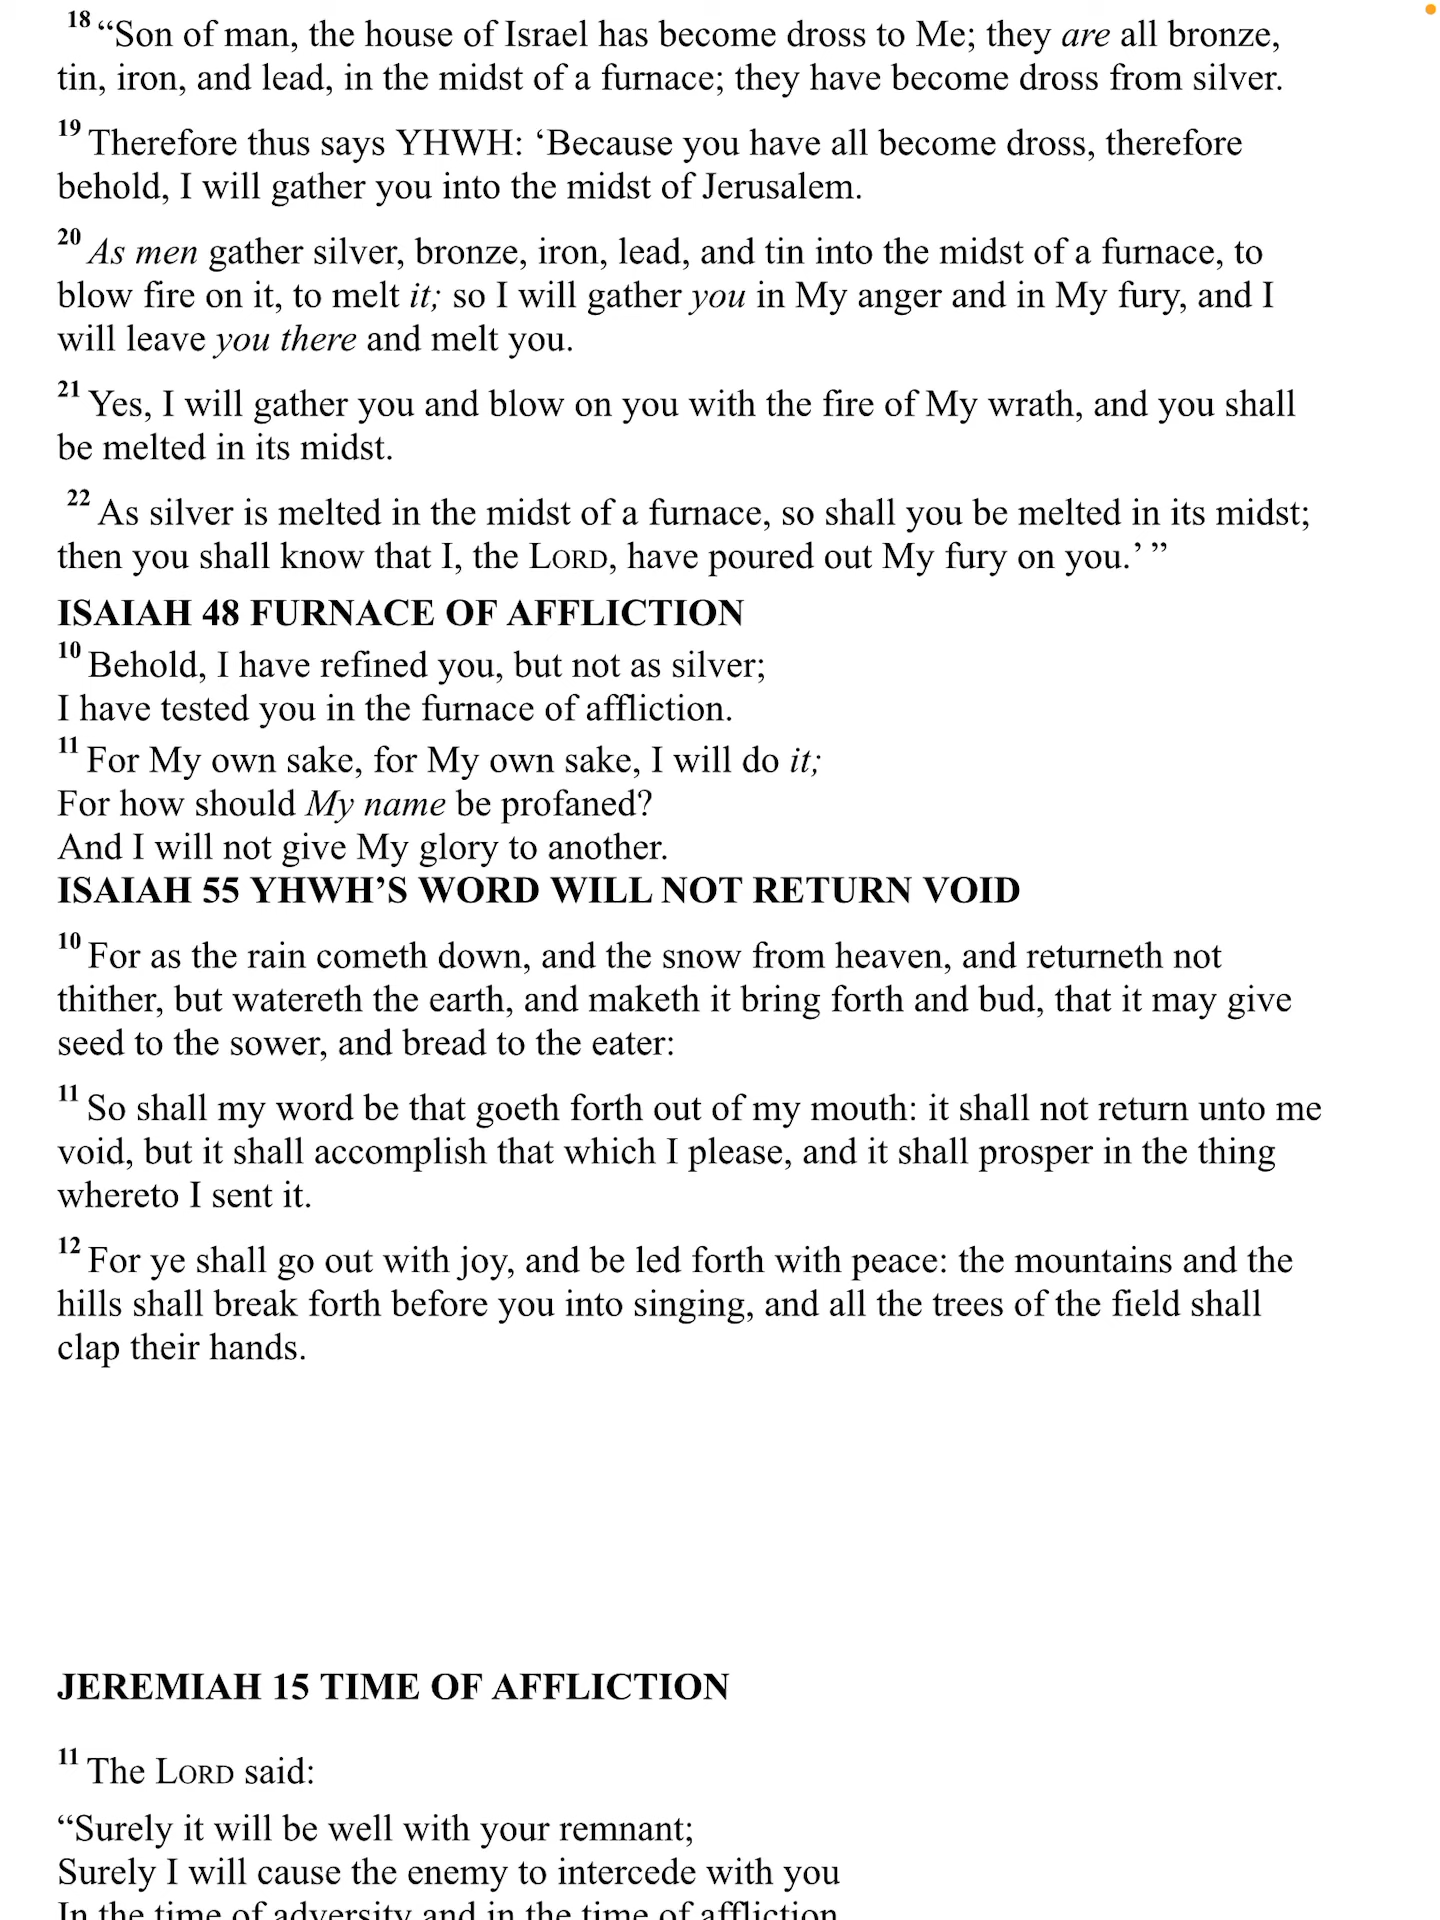 18 “Son of man, the house of Israel has become dross to Me; they are all bronze,
tin, iron, and lead, in the midst of a furnace; they have become dross from silver.
19 Therefore thus says YHWH: ‘Because you have all become dross, therefore
behold, I will gather you into the midst of Jerusalem.
20 As men gather silver, bronze, iron, lead, and tin into the midst of a furnace, to
blow fire on it, to melt it; so I will gather you in My anger and in My fury, and I
will leave you there and melt you.
21 Yes, I will gather you and blow on you with the fire of My wrath, and you shall
be melted in its midst.
22 As silver is melted in the midst of a furnace, so shall you be melted in its midst;
then you shall know that I, the LORD, have poured out My fury on you.’ ”
ISAIAH 48 FURNACE OF AFFLICTION
10 Behold, I have refined you, but not as silver;
I have tested you in the furnace of affliction.
11 For My own sake, for My own sake, I will do it;
For how should My name be profaned?
And I will not give My glory to another.
ISAIAH 55 YHWH’S WORD WILL NOT RETURN VOID
10 For as the rain cometh down, and the snow from heaven, and returneth not
thither, but watereth the earth, and maketh it bring forth and bud, that it may give
seed to the sower, and bread to the eater:
11 So shall my word be that goeth forth out of my mouth: it shall not return unto me
void, but it shall accomplish that which I please, and it shall prosper in the thing
whereto I sent it.
12 For ye shall go out with joy, and be led forth with peace: the mountains and the
hills shall break forth before you into singing, and all the trees of the field shall
clap their hands.
JEREMIAH 15 TIME OF AFFLICTION
11 The LORD said:
“Surely it will be well with your remnant;
Surely I will cause the enemy to intercede with you
In the time of adversity and in the time of affliction